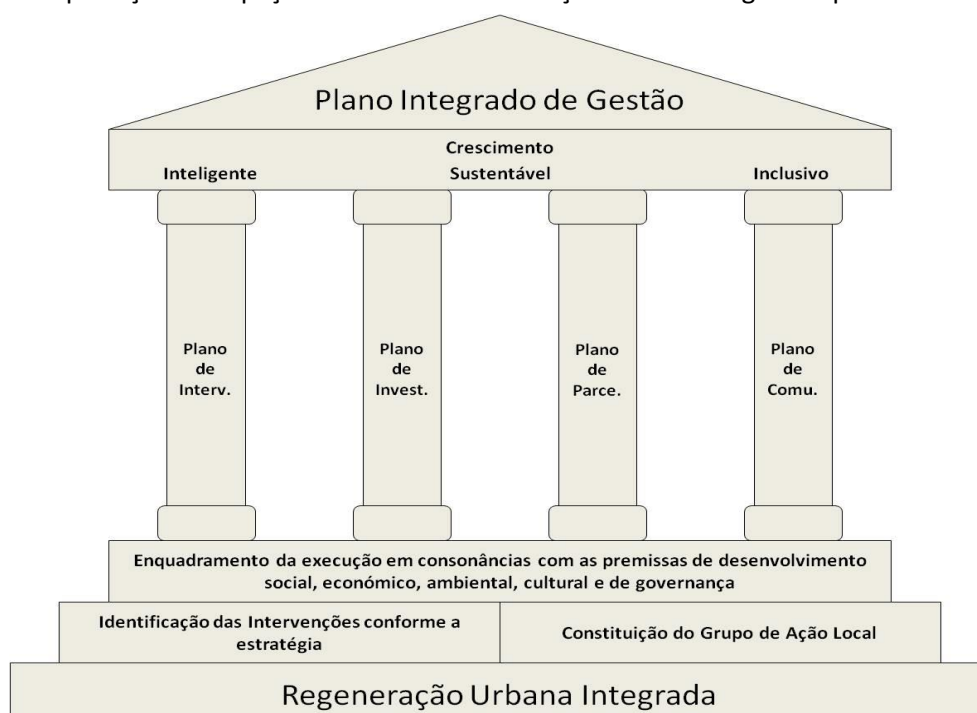 Plano Integrado de Gestão
Crescimento
Inteligente Sustentável Inclusivo
Plano
de
Interv.
Plano
de
Invest.
Plano
de
Parce.
Plano
de
Comu.
Enquadramento da execução em consonâncias com as premissas de desenvolvimento
social, económico, ambiental, cultural e de governança
Identificação das Intervenções conforme a
estratégia
Constituição do Grupo de Ação Local
Regeneração Urbana Integrada